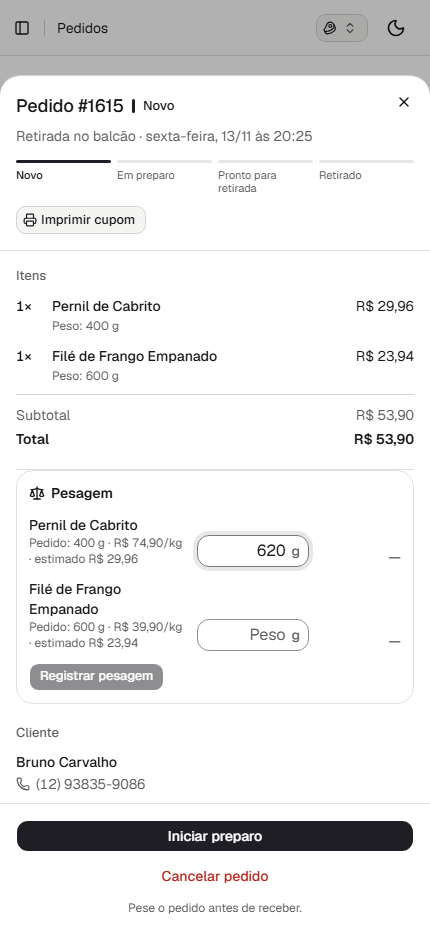 Pedidos
Pedido #1615 Novo
Retirada no balcão · sexta-feira, 13/11 às 20:25
Novo Em preparo Pronto para retirada Retirado
Imprimir cupom
Itens
1× Pernil de Cabrito R$ 29,96
Peso: 400 g
1× Filé de Frango Empanado R$ 23,94
Peso: 600 g
Subtotal R$ 53,90
Total R$ 53,90
Pesagem
Pernil de Cabrito
Pedido: 400 g · R$ 74,90/kg
· estimado R$ 29,96
620 g —
Filé de Frango
Empanado
Pedido: 600 g · R$ 39,90/kg
· estimado R$ 23,94
Peso g —
Registrar pesagem
Cliente
Bruno Carvalho
(12) 93835-9086
Iniciar preparo
Cancelar pedido
Pese o pedido antes de receber.